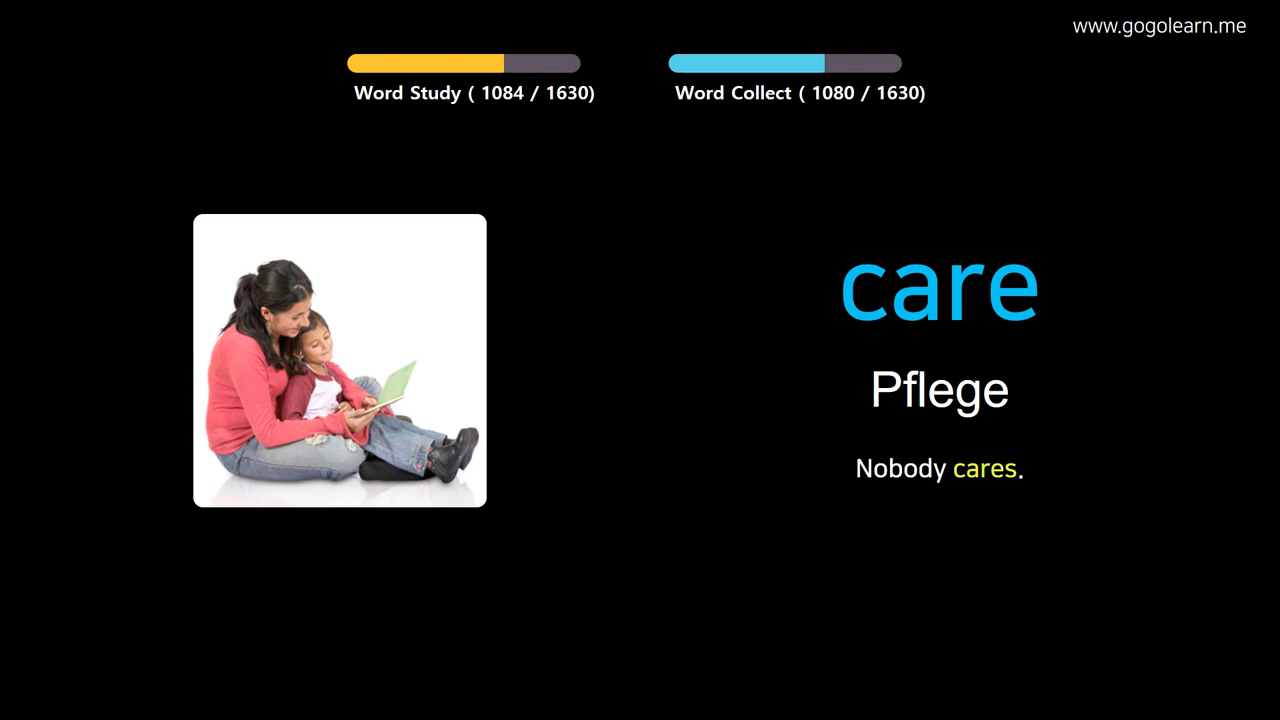 www.gogolearn.me
Word Study ( 1084 / 1630)
Word Collect ( 1080 / 1630)
care
Pflege
Nobody cares.